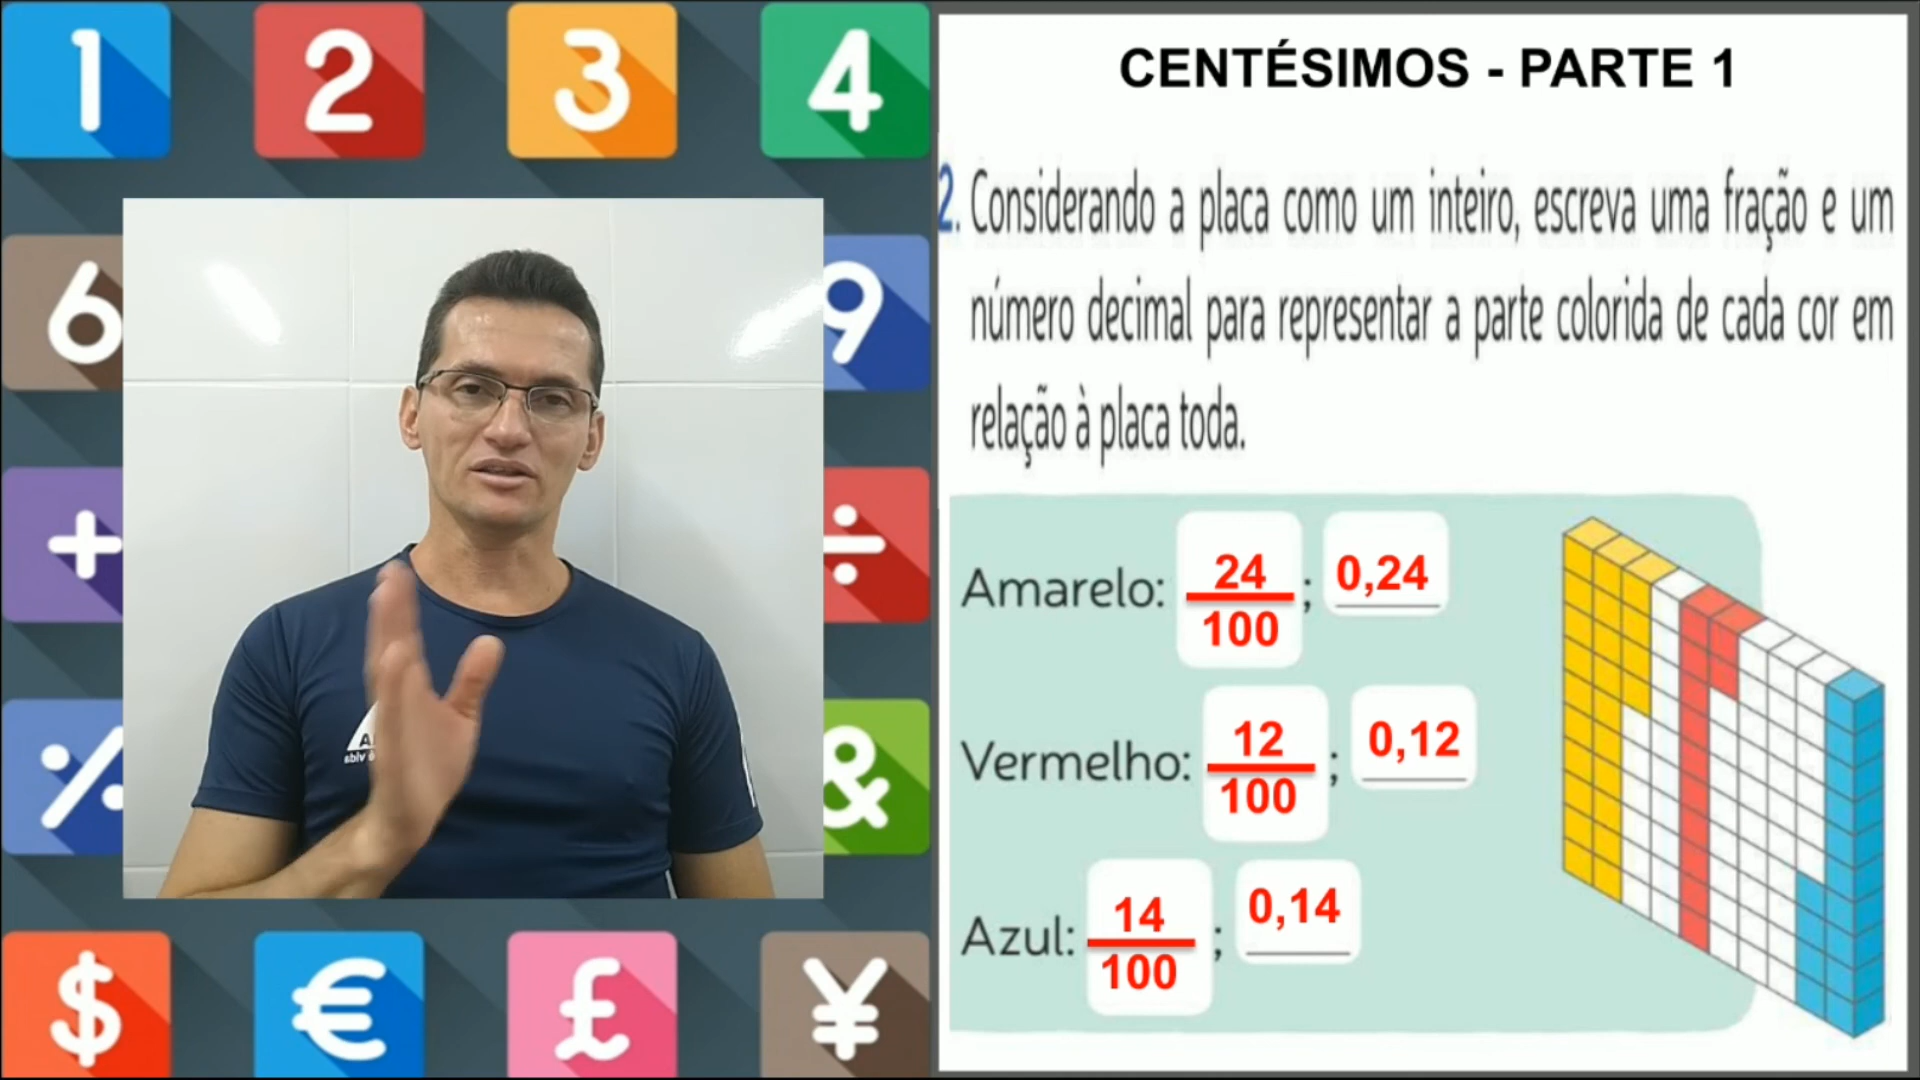 1 2 3 4
6 9
+ ÷
% &
$ € £ ¥
CENTÉSIMOS - PARTE 1
2. Considerando a placa como um inteiro, escreva uma fração e um
número decimal para representar a parte colorida de cada cor em
relação à placa toda.
Amarelo: 24/100 ; 0,24
Vermelho: 12/100 ; 0,12
Azul: 14/100 ; 0,14